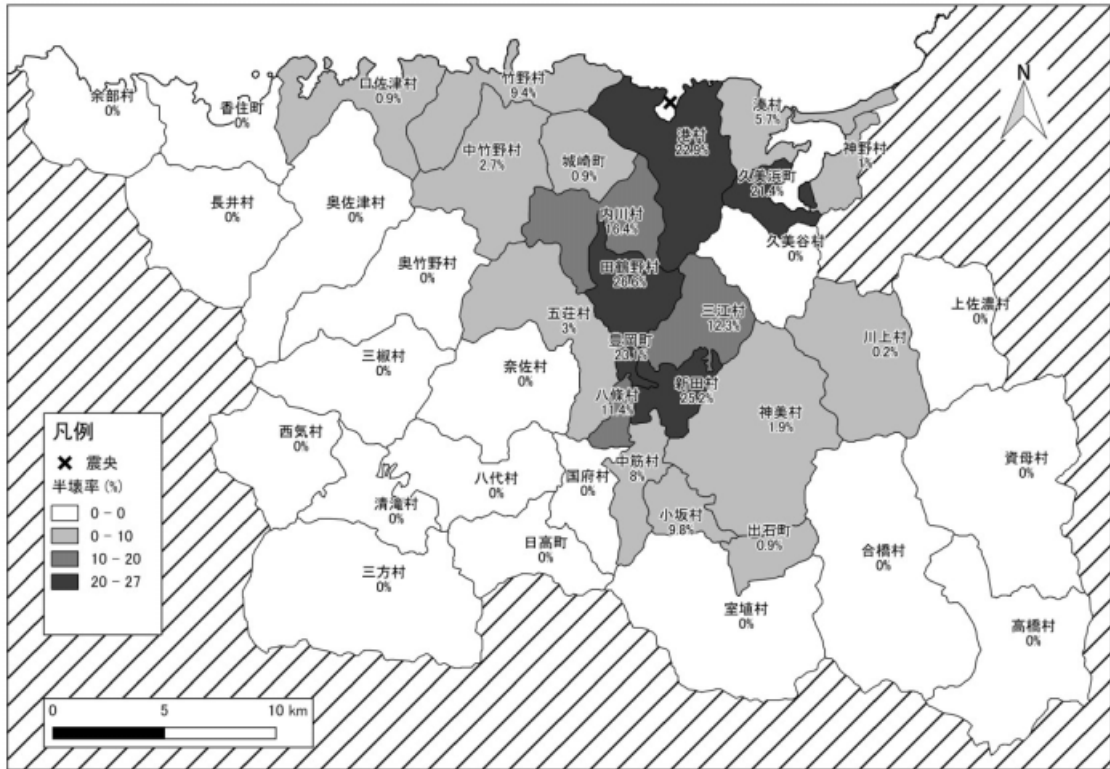 N
余部村
0%
香住町
0%
口佐津村
0.9%
竹野村
9.4%
中竹野村
2.7%
城崎町
0.9%
港村
22.9%
湊村
5.7%
神野村
1%
久美浜町
21.4%
長井村
0%
奥佐津村
0%
内川村
16.4%
久美谷村
0%
奥竹野村
0%
田鶴野村
26.6%
上佐濃村
0%
五荘村
3%
三江村
12.3%
川上村
0.2%
三椒村
0%
奈佐村
0%
豊岡町
23.1%
新田村
25.2%
八條村
11.4%
神美村
1.9%
西気村
0%
資母村
0%
中筋村
8%
八代村
0%
国府村
0%
清滝村
0%
小坂村
9.8%
出石町
0.9%
日高町
0%
合橋村
0%
三方村
0%
室埴村
0%
高橋村
0%
凡例
震央
半壊率(%)
0 - 0
0 - 10
10 - 20
20 - 27
0 5 10 km